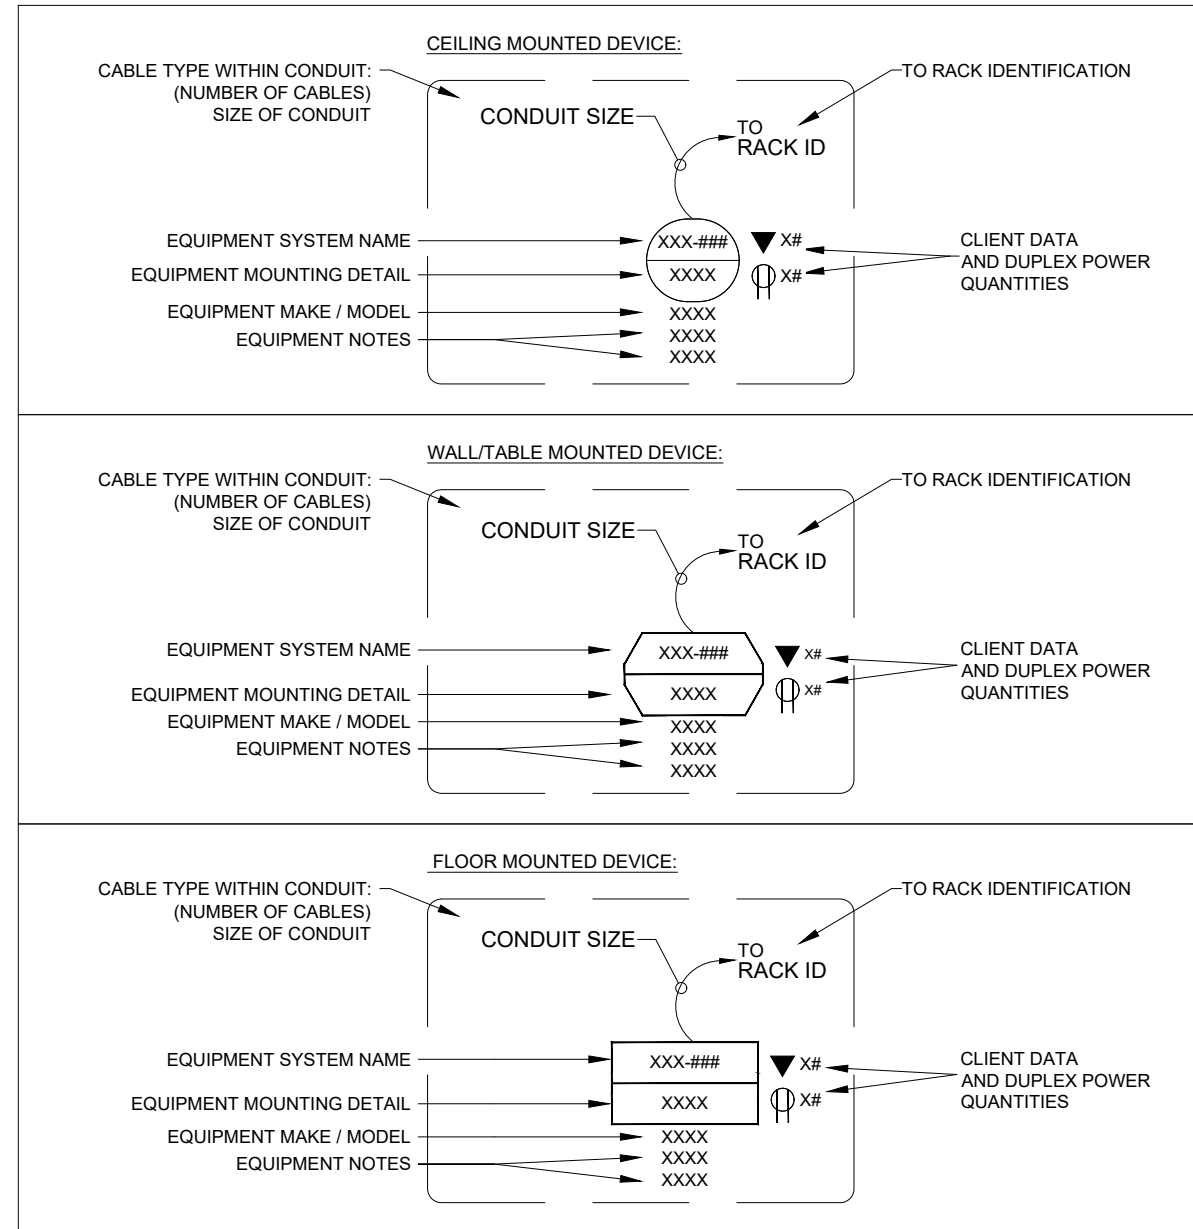 CEILING MOUNTED DEVICE:
CABLE TYPE WITHIN CONDUIT:
(NUMBER OF CABLES)
SIZE OF CONDUIT
TO RACK IDENTIFICATION
CONDUIT SIZE
TO
RACK ID
EQUIPMENT SYSTEM NAME
XXX-###
X#
CLIENT DATA
AND DUPLEX POWER
QUANTITIES
EQUIPMENT MOUNTING DETAIL
XXXX
X#
EQUIPMENT MAKE / MODEL
XXXX
EQUIPMENT NOTES
XXXX
XXXX
WALL/TABLE MOUNTED DEVICE:
CABLE TYPE WITHIN CONDUIT:
(NUMBER OF CABLES)
SIZE OF CONDUIT
TO RACK IDENTIFICATION
CONDUIT SIZE
TO
RACK ID
EQUIPMENT SYSTEM NAME
XXX-###
X#
CLIENT DATA
AND DUPLEX POWER
QUANTITIES
EQUIPMENT MOUNTING DETAIL
XXXX
X#
EQUIPMENT MAKE / MODEL
XXXX
EQUIPMENT NOTES
XXXX
XXXX
FLOOR MOUNTED DEVICE:
CABLE TYPE WITHIN CONDUIT:
(NUMBER OF CABLES)
SIZE OF CONDUIT
TO RACK IDENTIFICATION
CONDUIT SIZE
TO
RACK ID
EQUIPMENT SYSTEM NAME
XXX-###
X#
CLIENT DATA
AND DUPLEX POWER
QUANTITIES
EQUIPMENT MOUNTING DETAIL
XXXX
X#
EQUIPMENT MAKE / MODEL
XXXX
EQUIPMENT NOTES
XXXX
XXXX